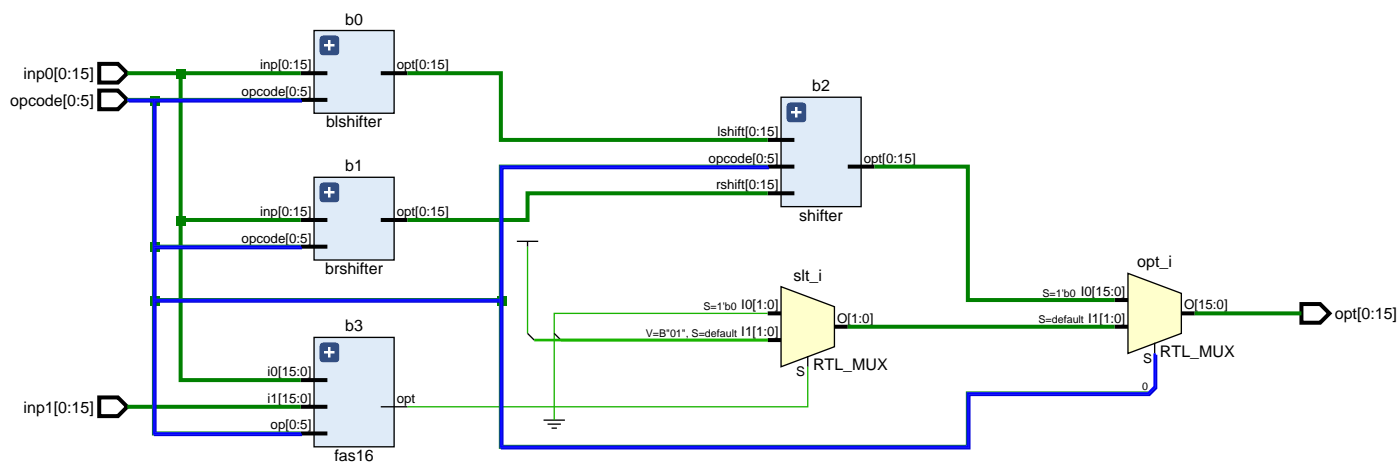 b0
inp0[0:15]
inp[0:15]
opt[0:15]
opcode[0:5]
opcode[0:5]
blshifter
b2
lshift[0:15]
opcode[0:5]
opt[0:15]
rshift[0:15]
shifter
b1
inp[0:15]
opt[0:15]
opcode[0:5]
brshifter
slt_i
S=1'b0 I0[1:0]
V=B"01", S=default I1[1:0]
O[1:0]
S
RTL_MUX
opt_i
S=1'b0 I0[15:0]
S=default I1[15:0]
O[15:0]
opt[0:15]
S
RTL_MUX
0
b3
i0[15:0]
inp1[0:15]
i1[15:0]
opt
op[0:5]
fas16